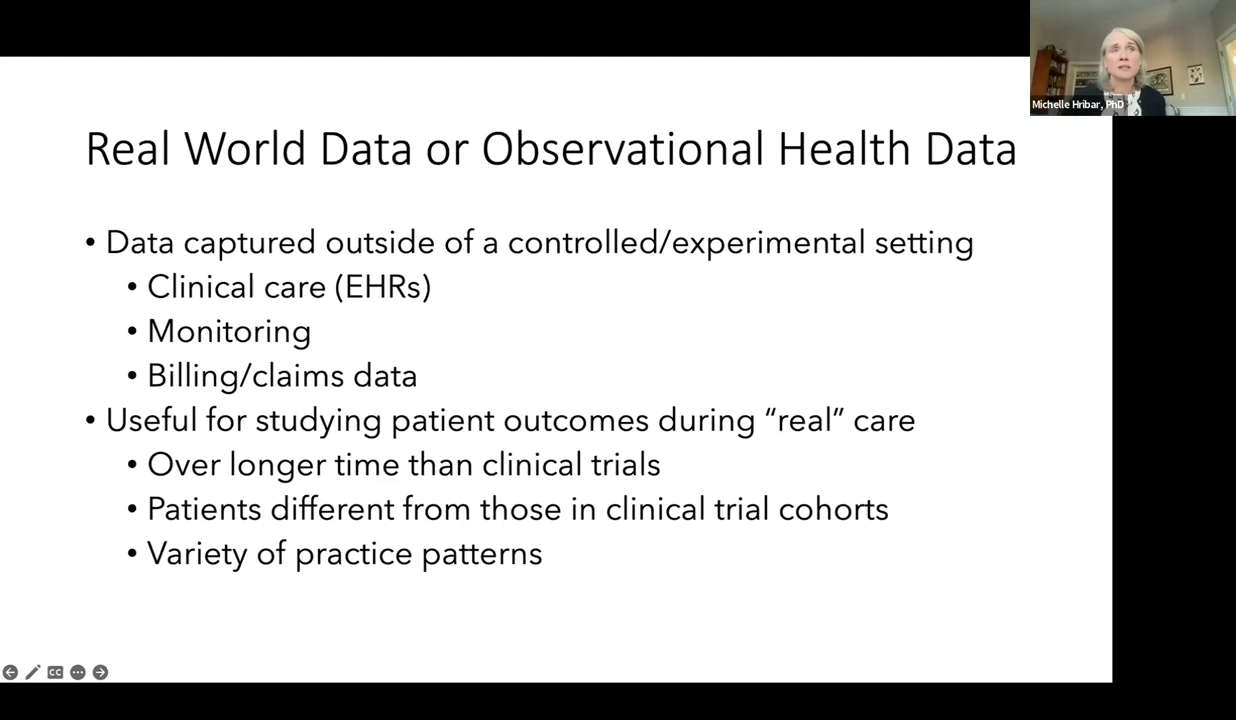 Michelle Hribar, PhD
Real World Data or Observational Health Data
• Data captured outside of a controlled/experimental setting
• Clinical care (EHRs)
• Monitoring
• Billing/claims data
• Useful for studying patient outcomes during “real” care
• Over longer time than clinical trials
• Patients different from those in clinical trial cohorts
• Variety of practice patterns
CC